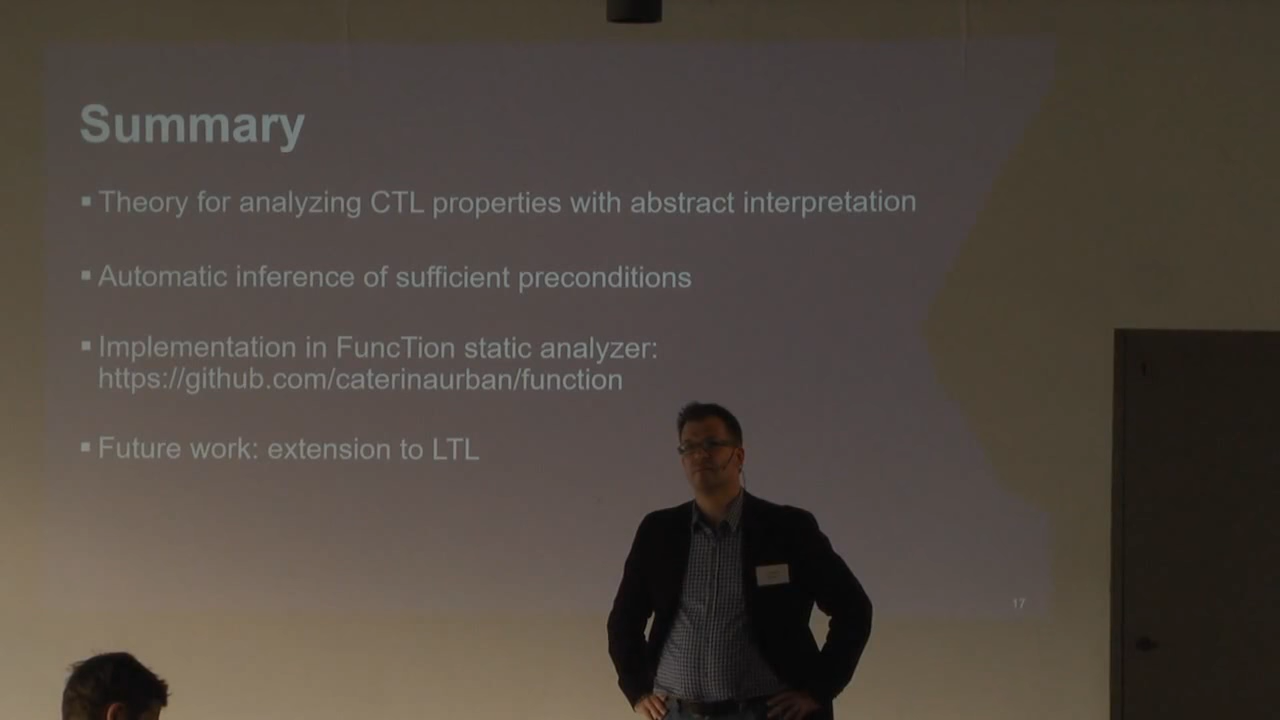 Summary
▪ Theory for analyzing CTL properties with abstract interpretation
▪ Automatic inference of sufficient preconditions
▪ Implementation in FuncTion static analyzer:
https://github.com/caterinaurban/function
▪ Future work: extension to LTL
17